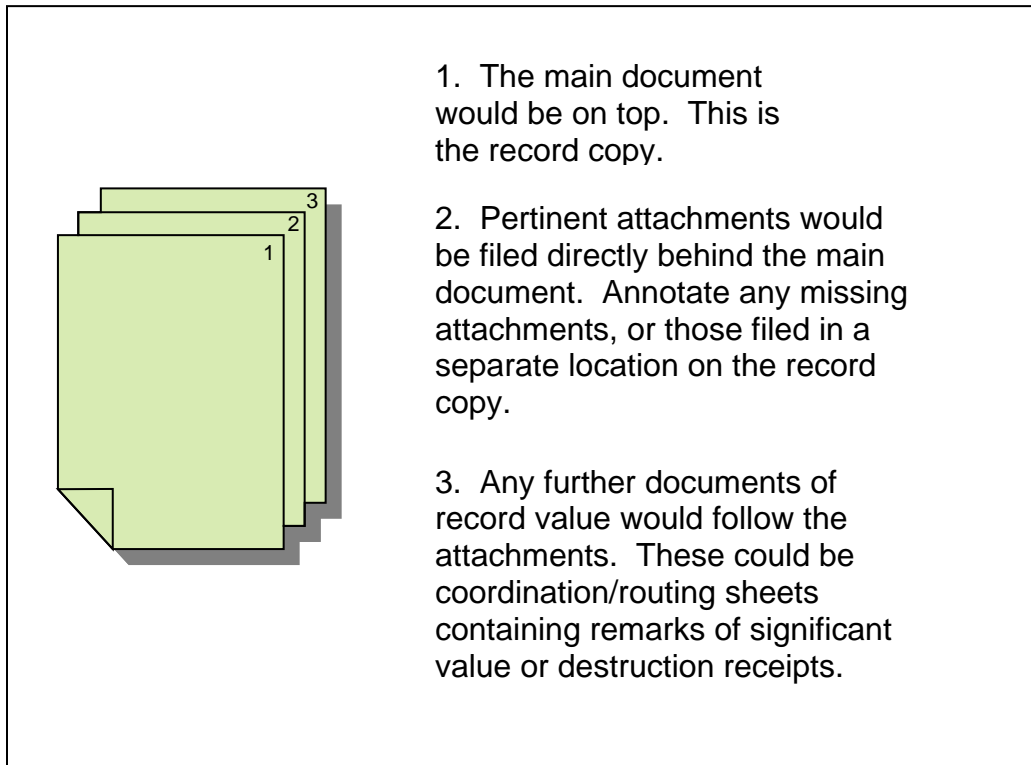 1. The main document
would be on top. This is
the record copy.
3
2
1
2. Pertinent attachments would
be filed directly behind the main
document. Annotate any missing
attachments, or those filed in a
separate location on the record
copy.
3. Any further documents of
record value would follow the
attachments. These could be
coordination/routing sheets
containing remarks of significant
value or destruction receipts.